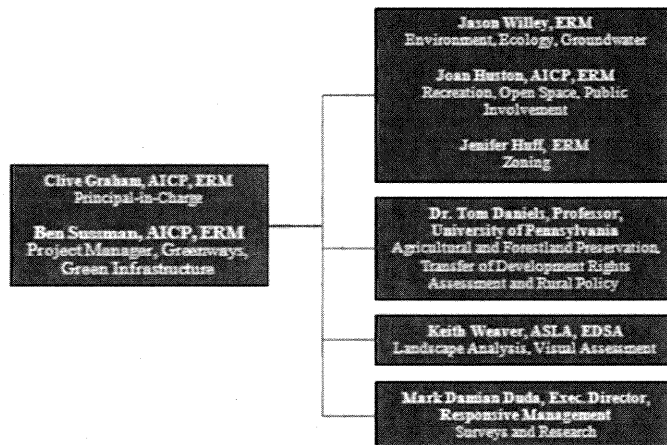 Clive Graham, AICP, ERM
Principal-in-Charge
Ben Sussman, AICP, ERM
Project Manager, Greenways,
Green Infrastructure
Jason Willey, ERM
Environment, Ecology, Groundwater
Joan Huston, AICP, ERM
Recreation, Open Space, Public
Involvement
Jenifer Huff, ERM
Zoning
Dr. Tom Daniels, Professor,
University of Pennsylvania
Agricultural and Forestland Preservation,
Transfer of Development Rights
Assessment and Rural Policy
Keith Weaver, ASLA, EDSA
Landscape Analysis, Visual Assessment
Mark Damian Duda, Exec. Director,
Responsive Management
Surveys and Research